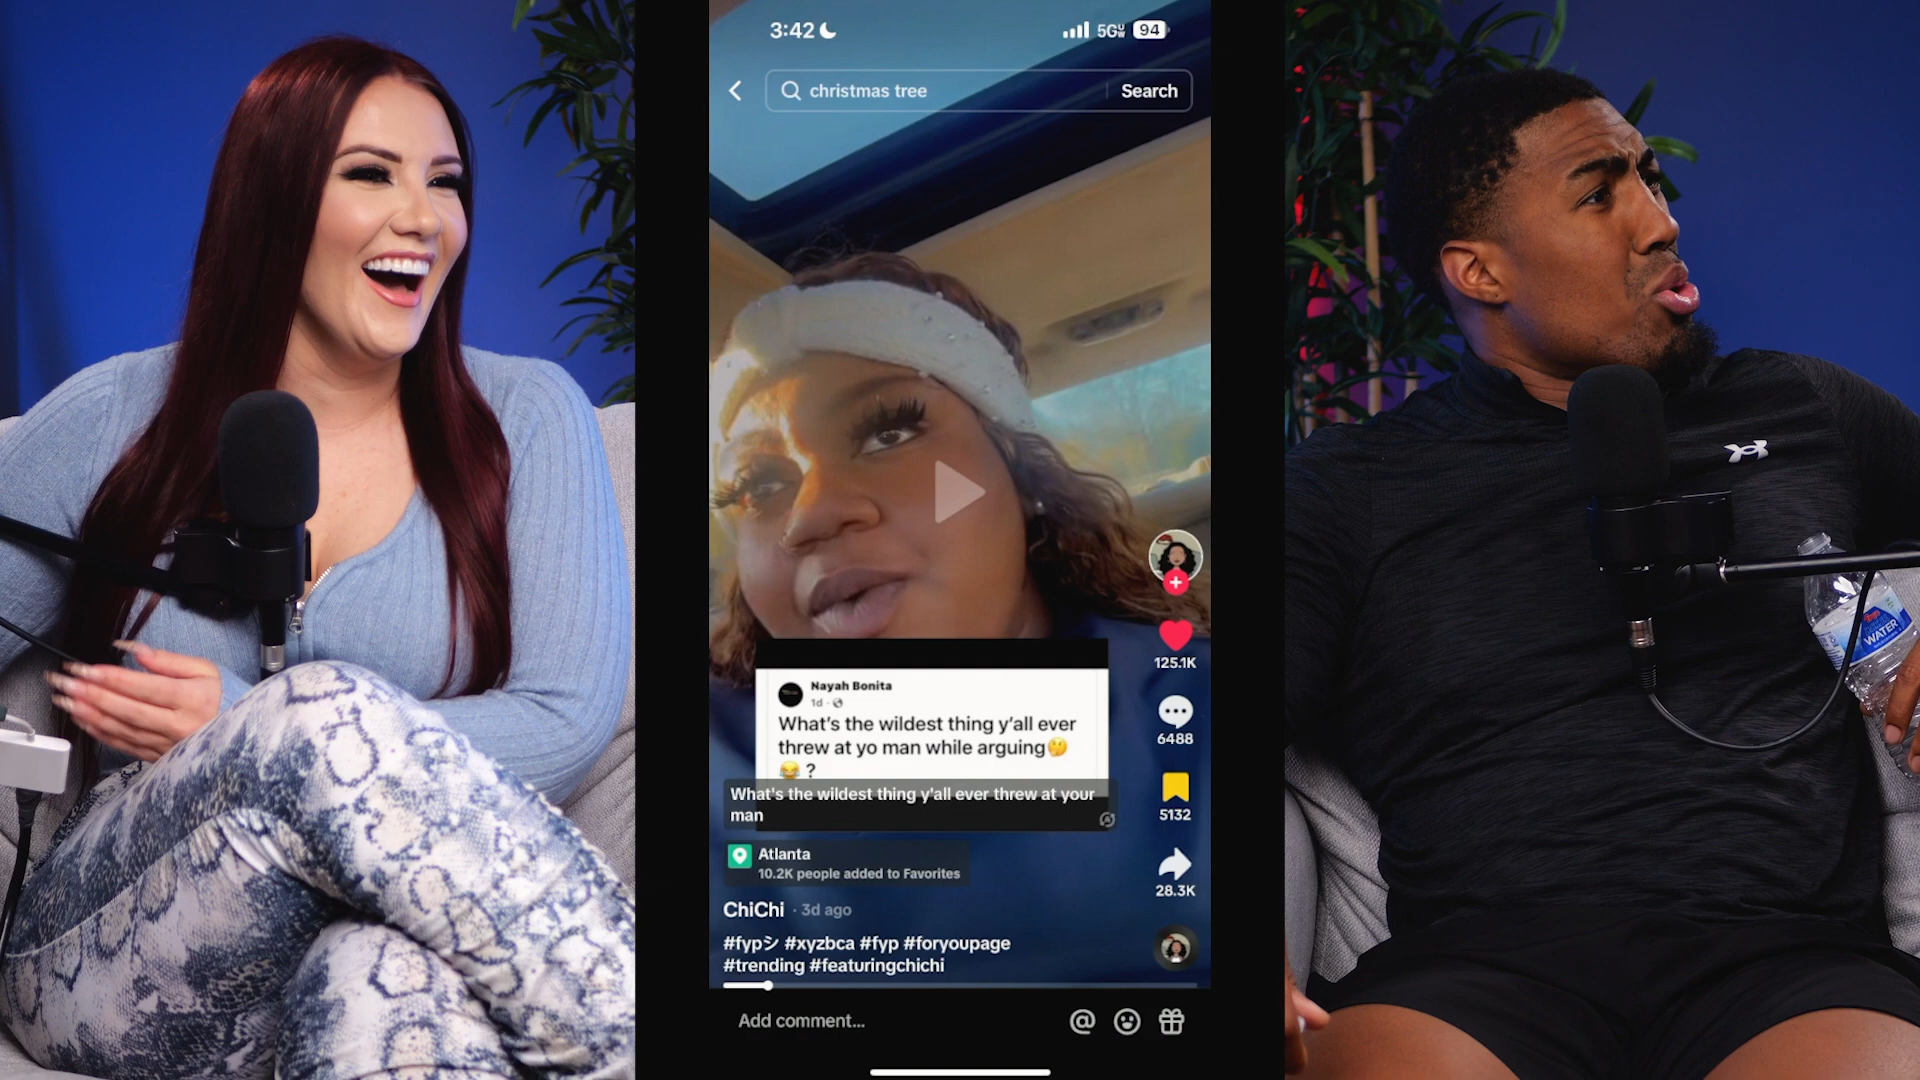 3:42
5GUW
94
christmas tree
Search
Nayah Bonita
1d
What's the wildest thing y'all ever
threw at yo man while arguing🤔
😂 ?
What's the wildest thing y'all ever threw at your
man
Atlanta
10.2K people added to Favorites
ChiChi · 3d ago
#fypシ #xyzbca #fyp #foryoupage
#trending #featuringchichi
Add comment...
125.1K
6488
5132
28.3K
WATER